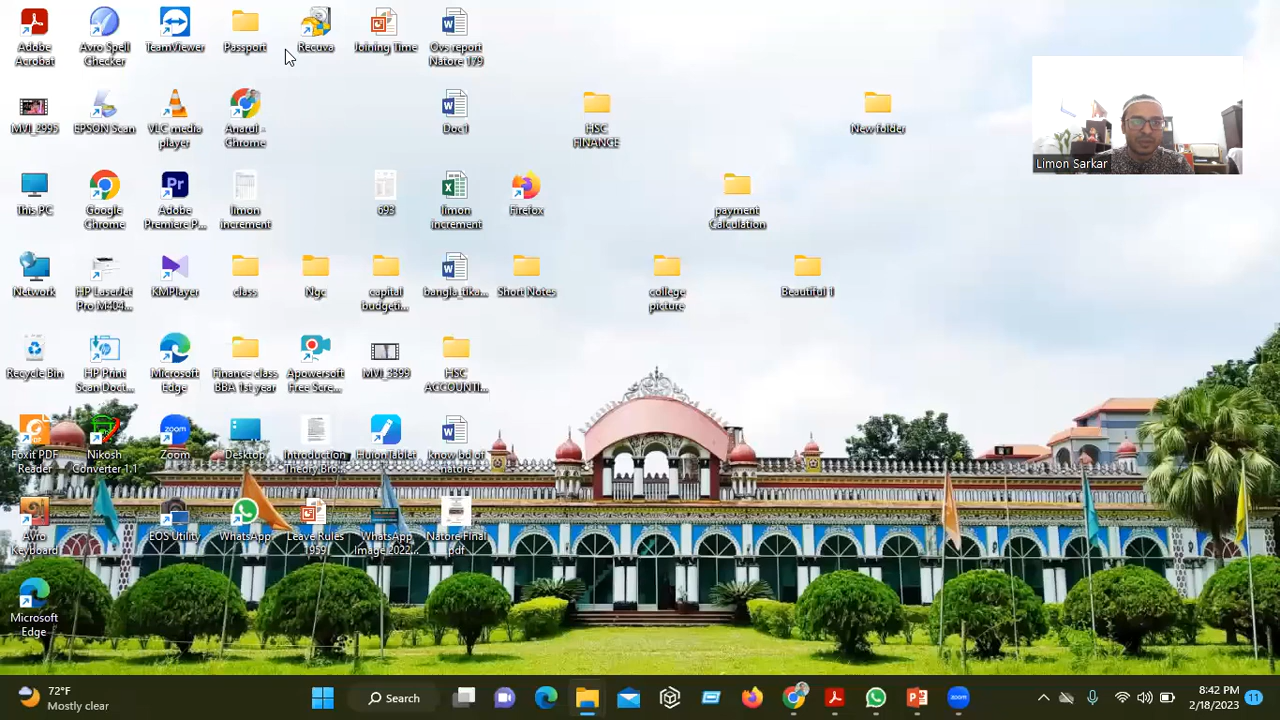 Adobe
Acrobat
Avro Spell
Checker
TeamViewer
Passport
Recuva
Joining Time
Ovs report
Natore 179
MVI_2995
EPSON Scan
VLC media
player
Anarul -
Chrome
Doc1
HSC
FINANCE
New folder
Limon Sarkar
This PC
Google
Chrome
Adobe
Premiere P...
limon
increment
693
limon
increment
Firefox
payment
Calculation
Network
HP LaserJet
Pro M404...
KMPlayer
class
Ngc
capital
budgeti...
bangla_tika...
Short Notes
college
picture
Beautiful 1
Recycle Bin
HP Print
Scan Doct...
Microsoft
Edge
Finance class
BBA 1st year
Apowersoft
Free Scre...
MVI_3399
HSC
ACCOUNTI...
Foxit PDF
Reader
Nikosh
Converter 1.1
Zoom
Desktop
Introduction
Theory Bro...
Huion Tablet
know bd of
natore
Avro
Keyboard
EOS Utility
WhatsApp
Leave Rules
1959
WhatsApp
Image 2022...
Natore Final
pdf
Microsoft
Edge
72°F
Mostly clear
Search
8:42 PM
2/18/2023
11